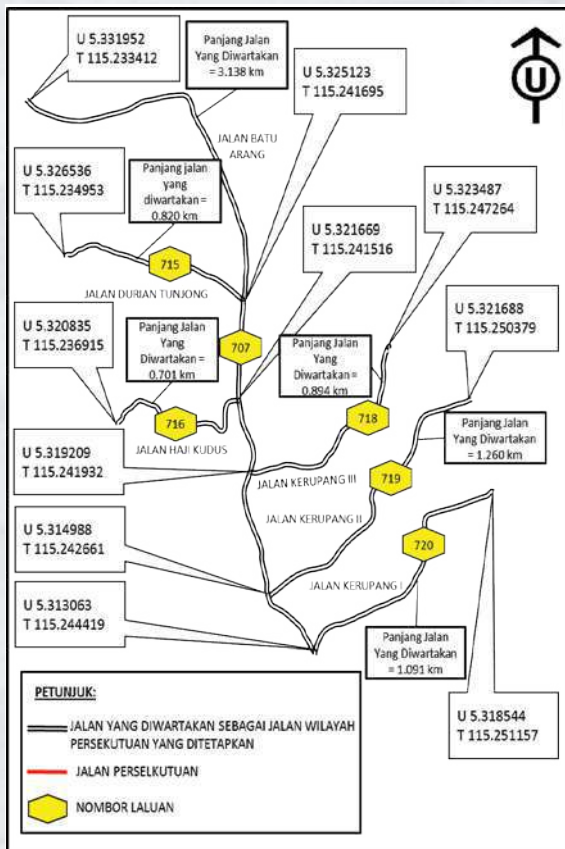 U 5.331952
T 115.233412
Panjang Jalan
Yang Diwartakan
= 3.138 km
U 5.325123
T 115.241695
U
JALAN BATU
ARANG
U 5.326536
T 115.234953
Panjang jalan
yang
diwartakan =
0.820 km
U 5.323487
T 115.247264
U 5.321669
T 115.241516
715
JALAN DURIAN TUNJONG
U 5.321688
T 115.250379
U 5.320835
T 115.236915
Panjang Jalan
Yang
Diwartakan =
0.701 km
707
Panjang Jalan
Yang
Diwartakan =
0.894 km
716
718
Panjang Jalan
Yang Diwartakan
= 1.260 km
JALAN HAJI KUDUS
U 5.319209
T 115.241932
JALAN KERUPANG III
719
JALAN KERUPANG II
U 5.314988
T 115.242661
720
JALAN KERUPANG I
U 5.313063
T 115.244419
Panjang Jalan
Yang Diwartakan
= 1.091 km
U 5.318544
T 115.251157
PETUNJUK:
JALAN YANG DIWARTAKAN SEBAGAI JALAN WILAYAH
PERSEKUTUAN YANG DITETAPKAN
JALAN PERSELKUTUAN
NOMBOR LALUAN